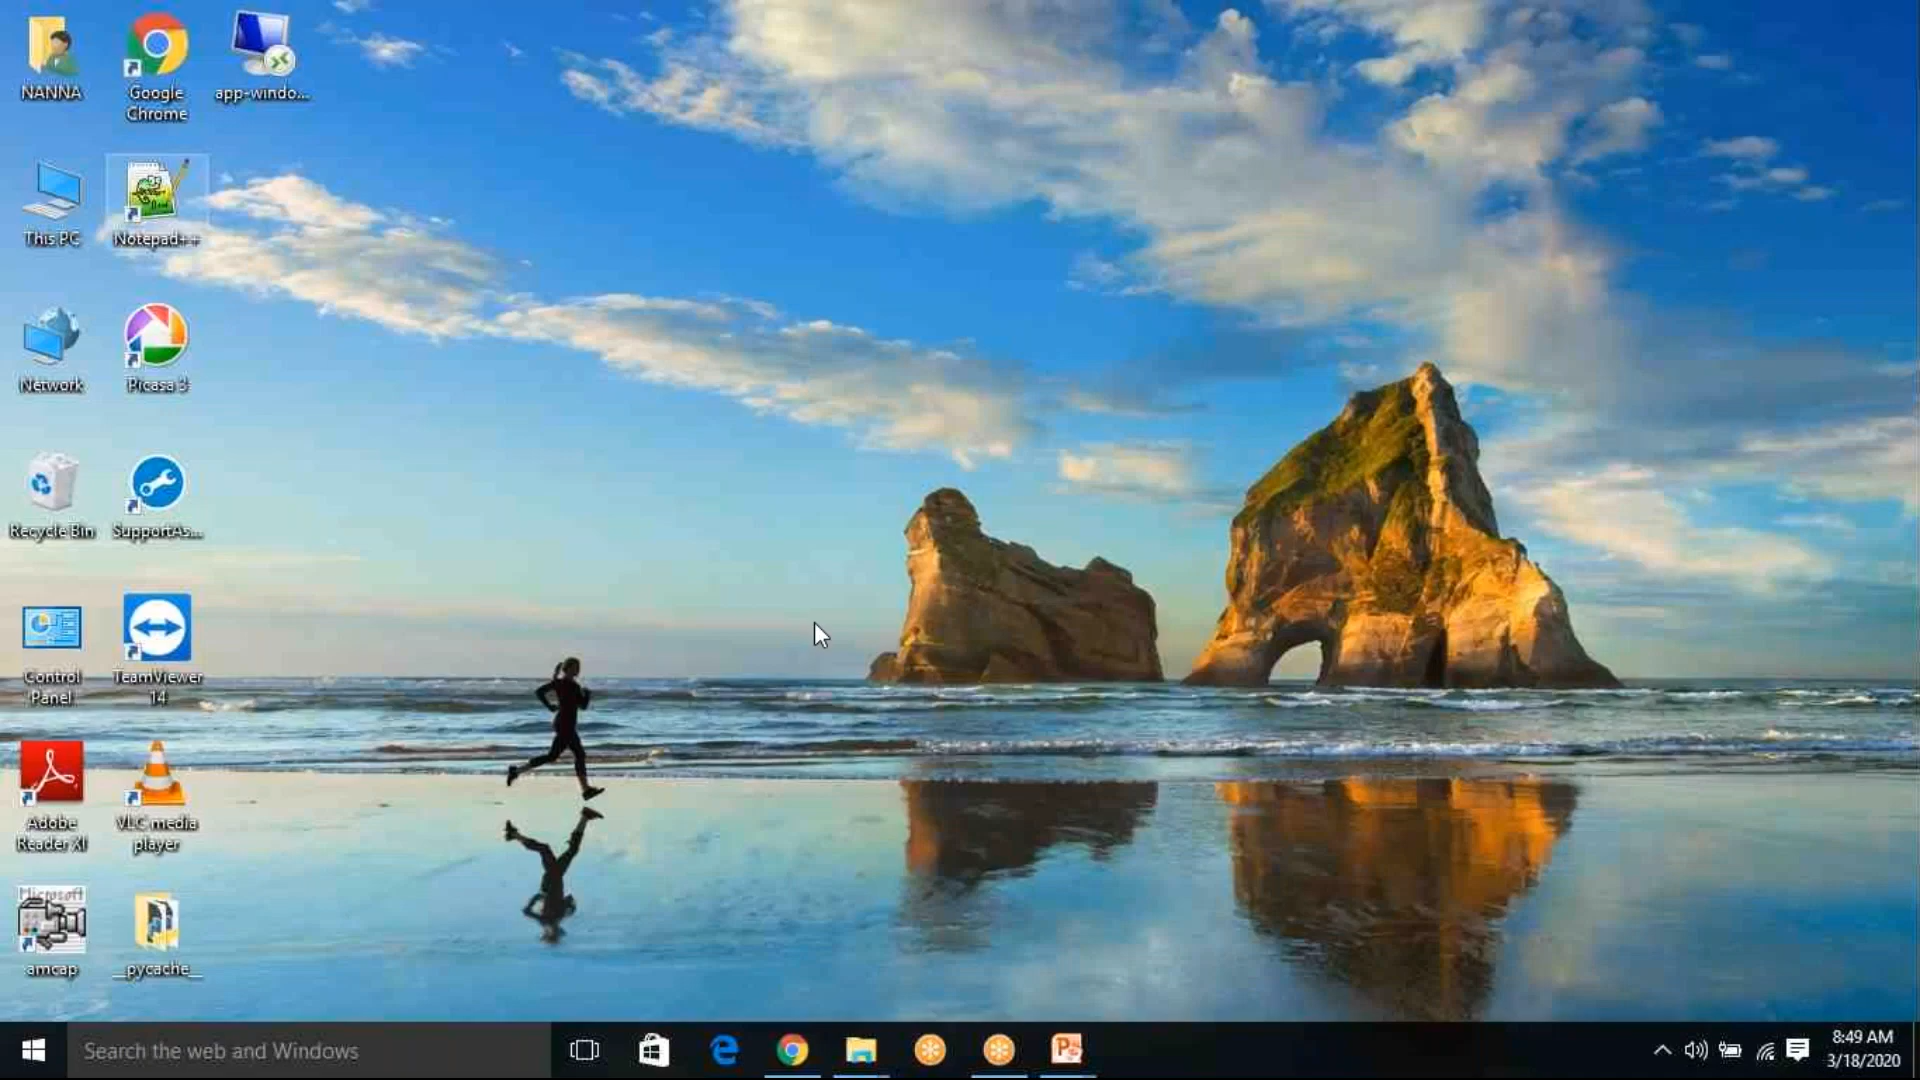 NANNA
Google
Chrome
app-windo...
This PC
Notepad++
Network
Picasa 3
Recycle Bin
SupportAs...
Control
Panel
TeamViewer
14
Adobe
Reader XI
VLC media
player
Microsoft
amcap
__pycache__
Search the web and Windows
8:49 AM
3/18/2020